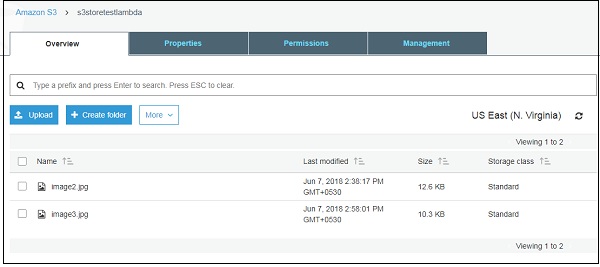 Amazon S3 > s3storetestlambda
Overview Properties Permissions Management
Type a prefix and press Enter to search. Press ESC to clear.
Upload + Create folder More US East (N. Virginia)
Viewing 1 to 2
Name Last modified Size Storage class
image2.jpg Jun 7, 2018 2:38:17 PM GMT+0530 12.6 KB Standard
image3.jpg Jun 7, 2018 2:58:01 PM GMT+0530 10.3 KB Standard
Viewing 1 to 2